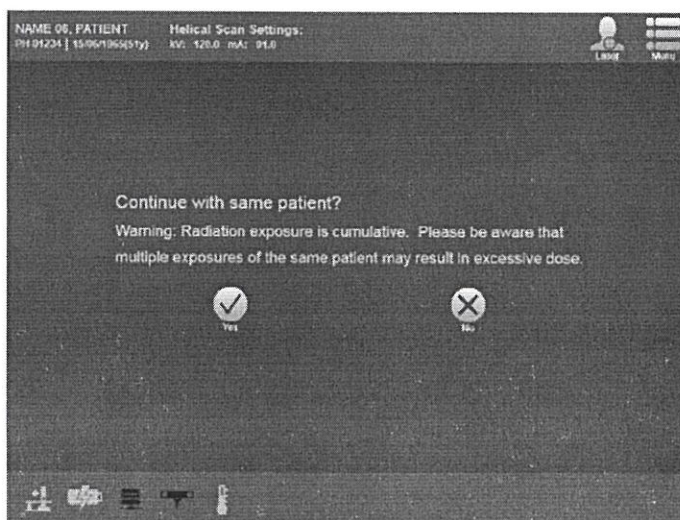 NAME 06, PATIENT
PH 01234 | 15/06/1965(51y)
Helical Scan Settings:
kV: 120.0 mA: 91.0
Laser
Menu
Continue with same patient?
Warning: Radiation exposure is cumulative. Please be aware that
multiple exposures of the same patient may result in excessive dose.
Yes
No